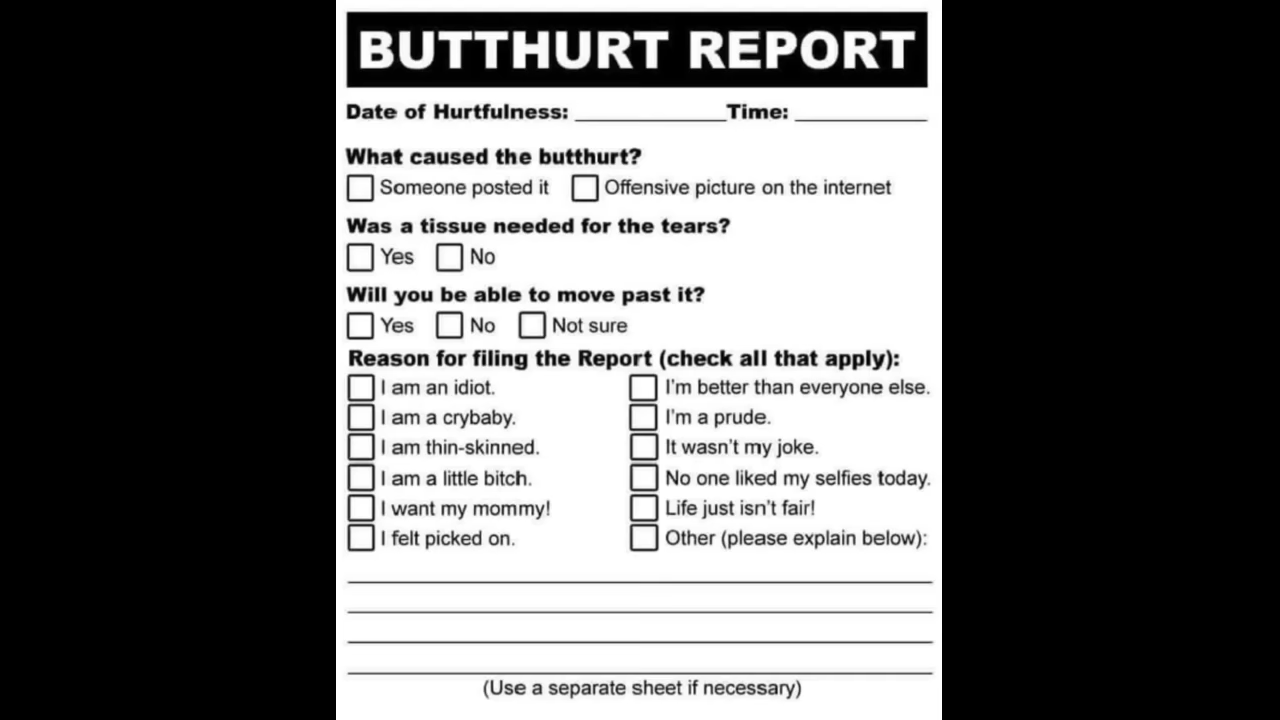 BUTTHURT REPORT
Date of Hurtfulness: ____________Time: ___________
What caused the butthurt?
Someone posted it Offensive picture on the internet
Was a tissue needed for the tears?
Yes No
Will you be able to move past it?
Yes No Not sure
Reason for filing the Report (check all that apply):
I am an idiot. I'm better than everyone else.
I am a crybaby. I'm a prude.
I am thin-skinned. It wasn't my joke.
I am a little bitch. No one liked my selfies today.
I want my mommy! Life just isn't fair!
I felt picked on. Other (please explain below):
(Use a separate sheet if necessary)